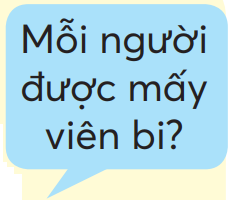 Mỗi người
được mấy
viên bi?